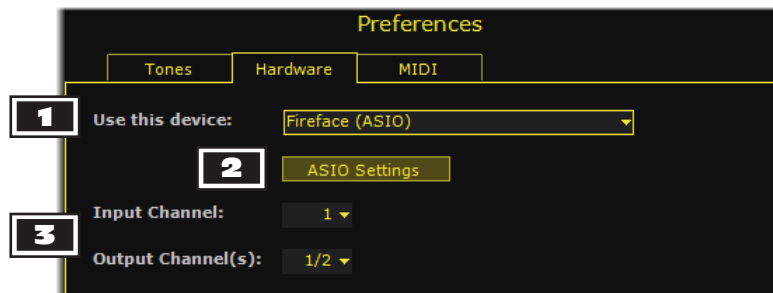 Preferences
Tones Hardware MIDI
1 Use this device: Fireface (ASIO)
2 ASIO Settings
Input Channel: 1
3
Output Channel(s): 1/2